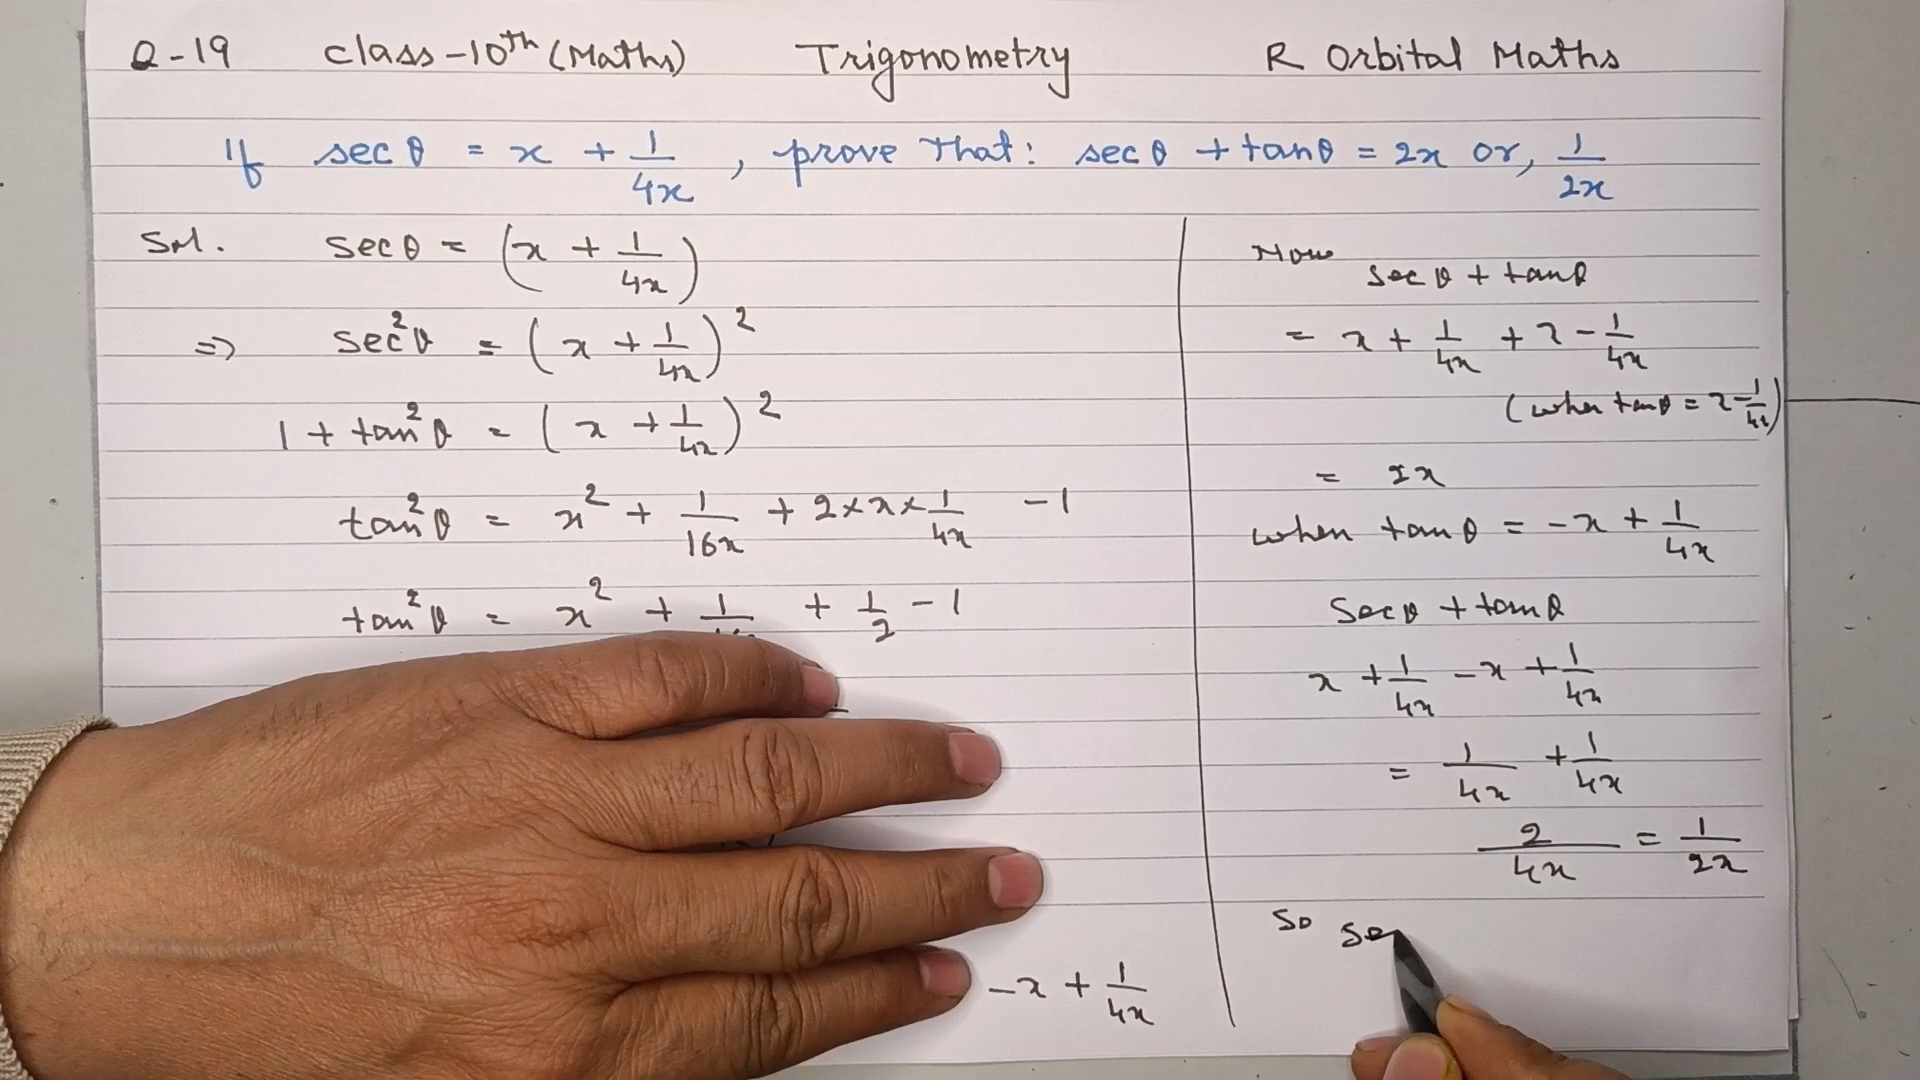 Q-19 Class-10th (Maths) Trigonometry R Orbital Maths
If sec θ = x + 1/4x , prove that: sec θ + tan θ = 2x or, 1/2x
Sol. sec θ = (x + 1/4x)
=> sec²θ = (x + 1/4x)²
1 + tan²θ = (x + 1/4x)²
tan²θ = x² + 1/16x + 2×x×1/4x - 1
tan²θ = x² + 1/ + 1/2 - 1
-x + 1/4x
Now
sec θ + tan θ
= x + 1/4x + x - 1/4x
(when tan θ = x - 1/4x)
= 2x
when tan θ = -x + 1/4x
sec θ + tan θ
x + 1/4x - x + 1/4x
= 1/4x + 1/4x
2/4x = 1/2x
So se